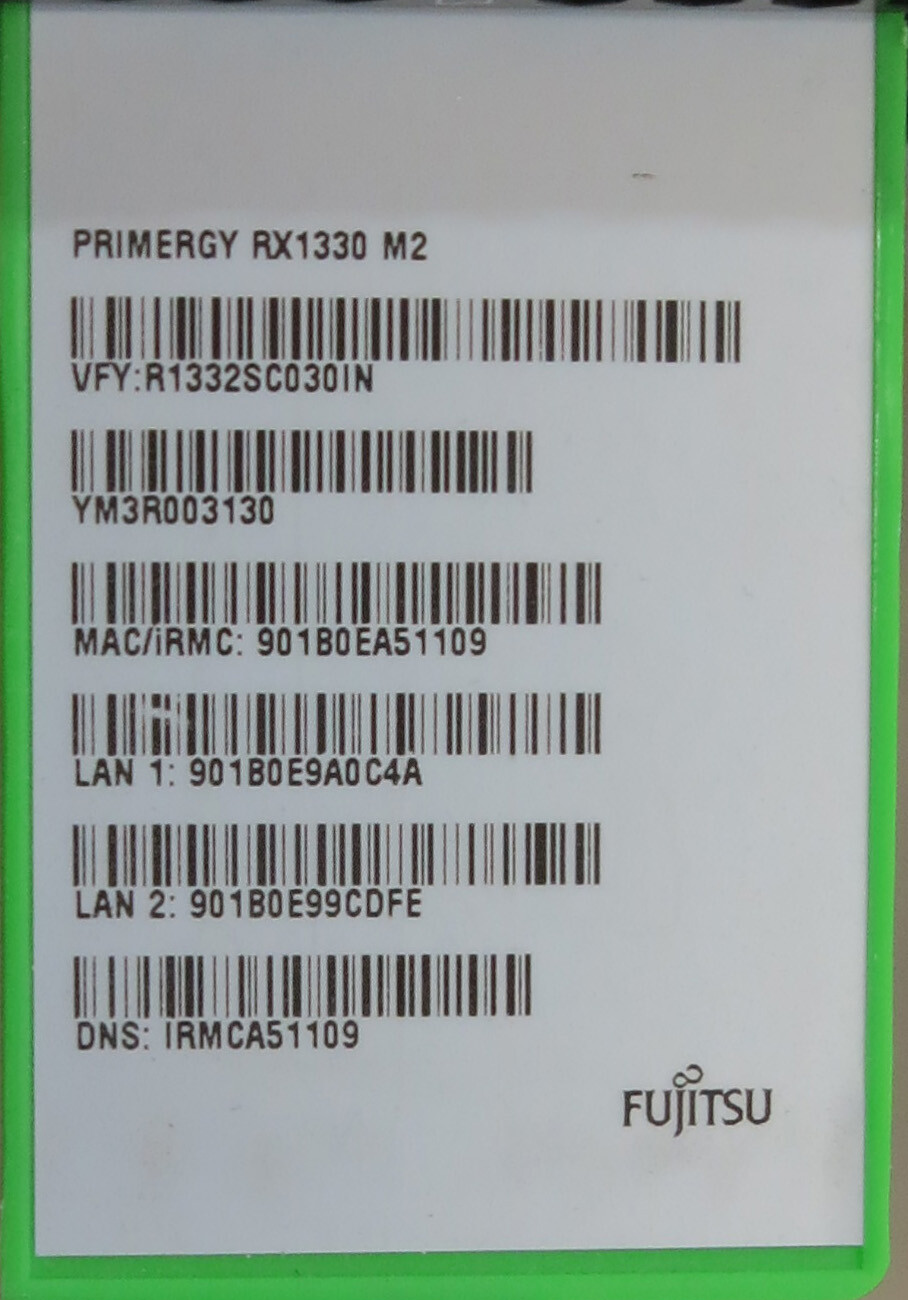 PRIMERGY RX1330 M2
VFY:R1332SC030IN
YM3R003130
MAC/iRMC: 901B0EA51109
LAN 1: 901B0E9A0C4A
LAN 2: 901B0E99CDFE
DNS: IRMCA51109
FUJITSU